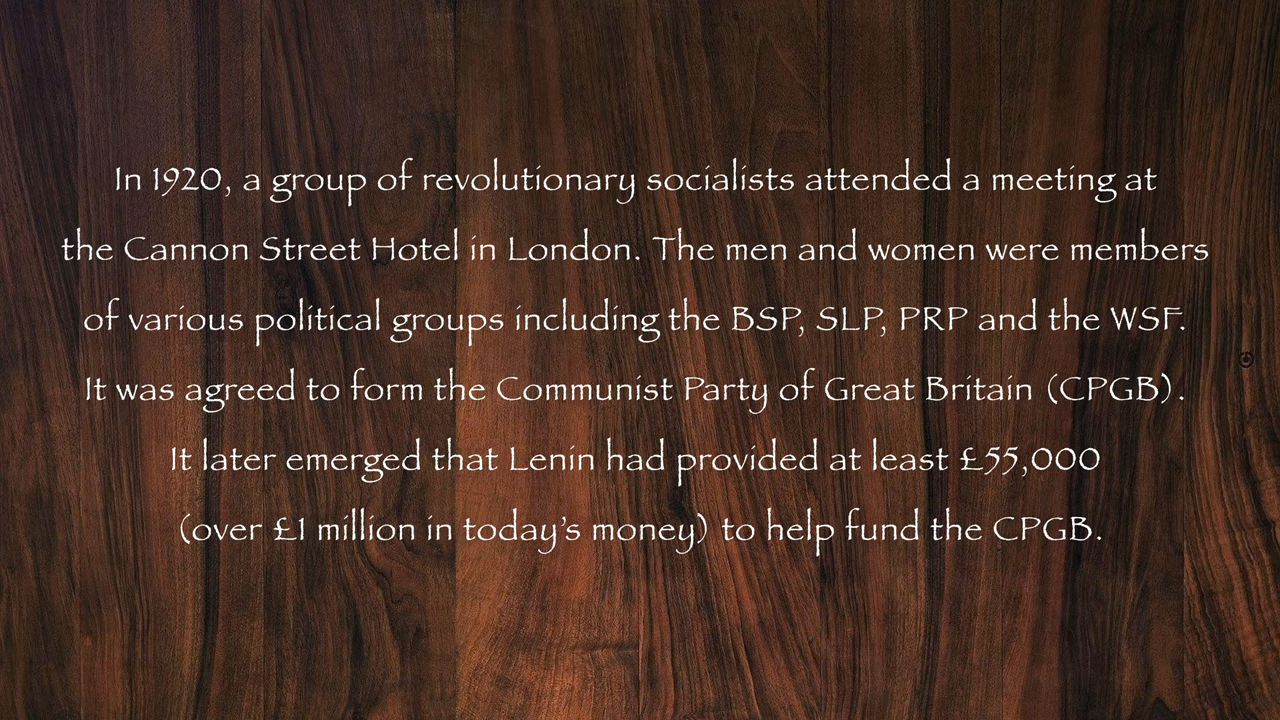 In 1920, a group of revolutionary socialists attended a meeting at
the Cannon Street Hotel in London. The men and women were members
of various political groups including the BSP, SLP, PRP and the WSF.
It was agreed to form the Communist Party of Great Britain (CPGB).
It later emerged that Lenin had provided at least £55,000
(over £1 million in today's money) to help fund the CPGB.